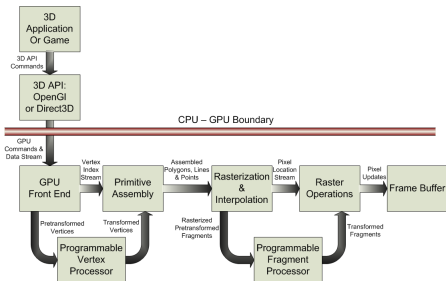 3D
Application
Or Game
3D API
Commands
3D API:
OpenGl
or Direct3D
CPU – GPU Boundary
GPU
Commands &
Data Stream
GPU
Front End
Vertex
Index
Stream
Primitive
Assembly
Assembled
Polygons, Lines
& Points
Rasterization
&
Interpolation
Pixel
Location
Stream
Raster
Operations
Pixel
Updates
Frame Buffer
Pretransformed
Vertices
Transformed
Vertices
Programmable
Vertex
Processor
Rasterized
Pretransformed
Fragments
Transformed
Fragments
Programmable
Fragment
Processor